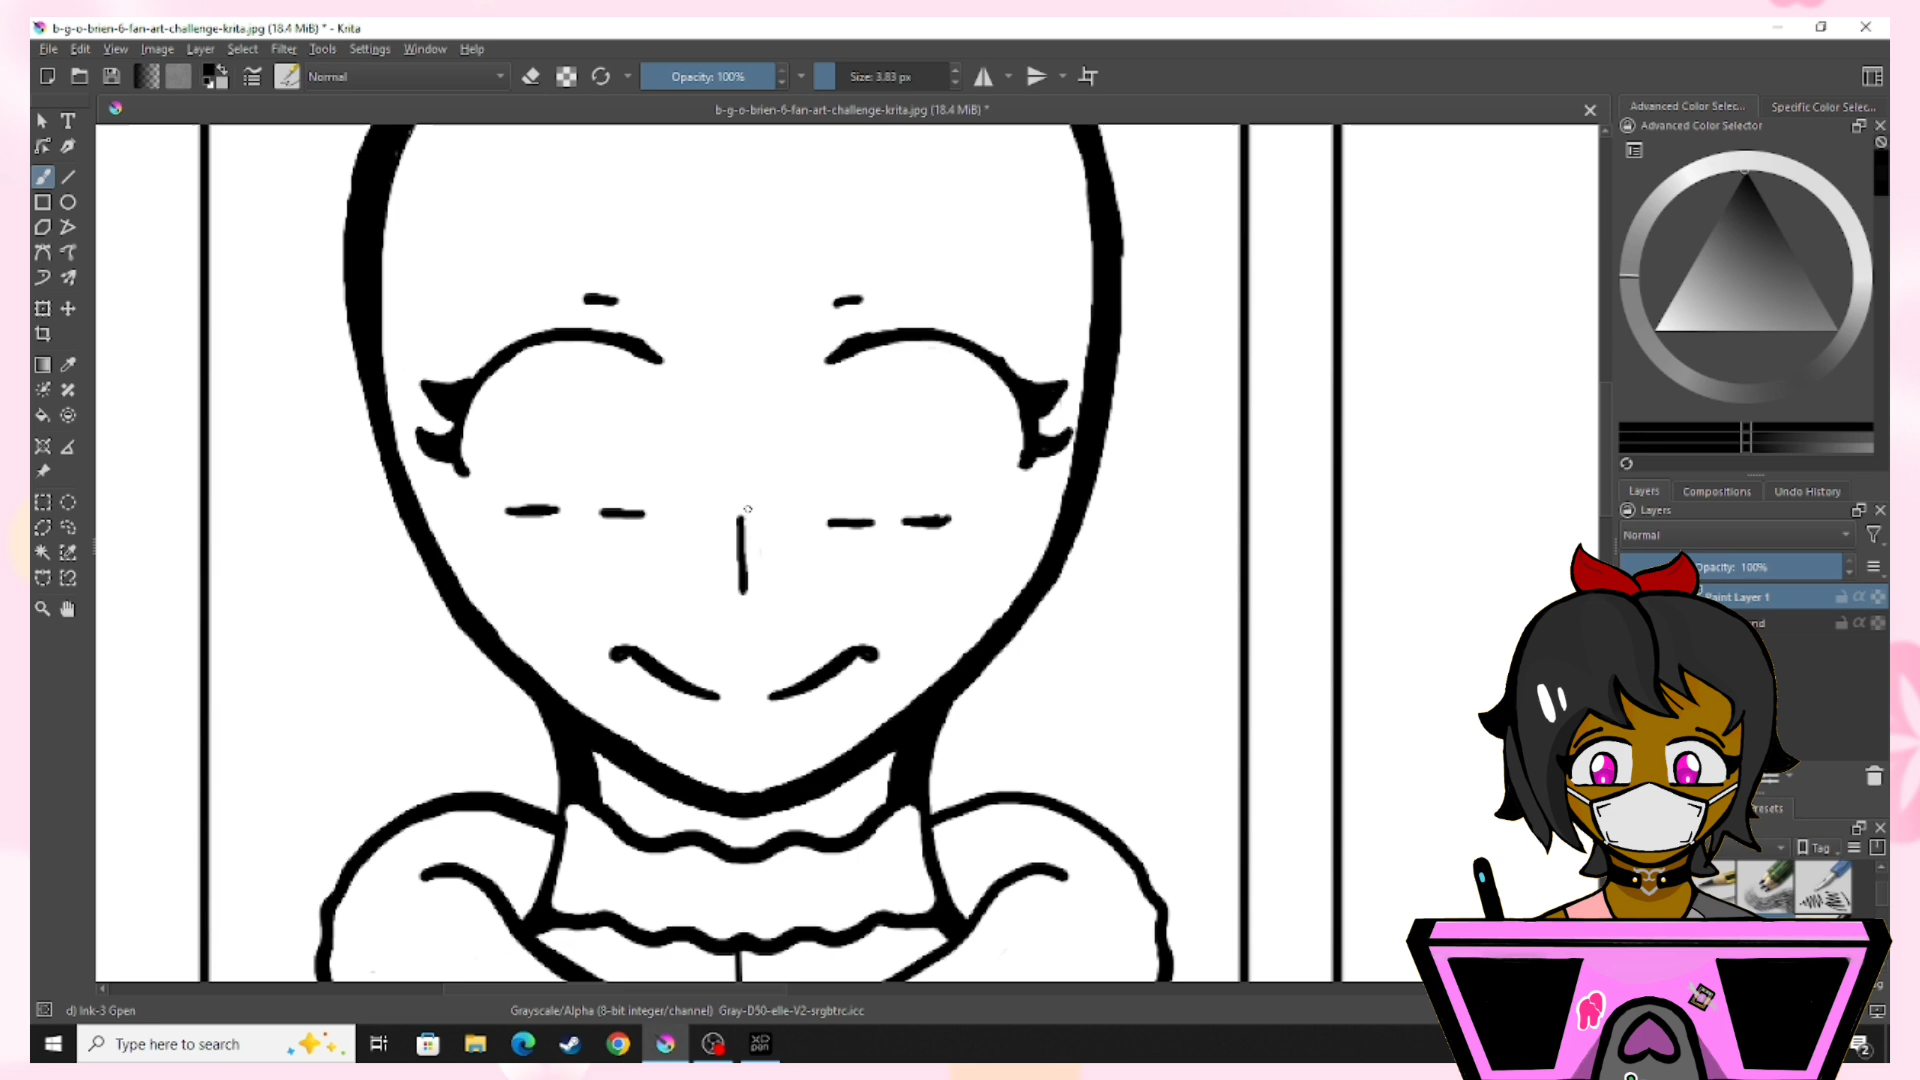 b-g-o-brien-6-fan-art-challenge-krita.jpg (18.4 MiB) * - Krita
File Edit View Image Layer Select Filter Tools Settings Window Help
Normal Opacity: 100% Size: 3.83 px
b-g-o-brien-6-fan-art-challenge-krita.jpg (18.4 MiB) *
Advanced Color Selec... Specific Color Selec...
Advanced Color Selector
Layers Compositions Undo History
Layers
Normal
Opacity: 100%
Paint Layer 1
Tag
d) Ink-3 Gpen Grayscale/Alpha (8-bit integer/channel) Gray-D50-elle-V2-srgbtrc.icc
Type here to search
XP
PEN
2